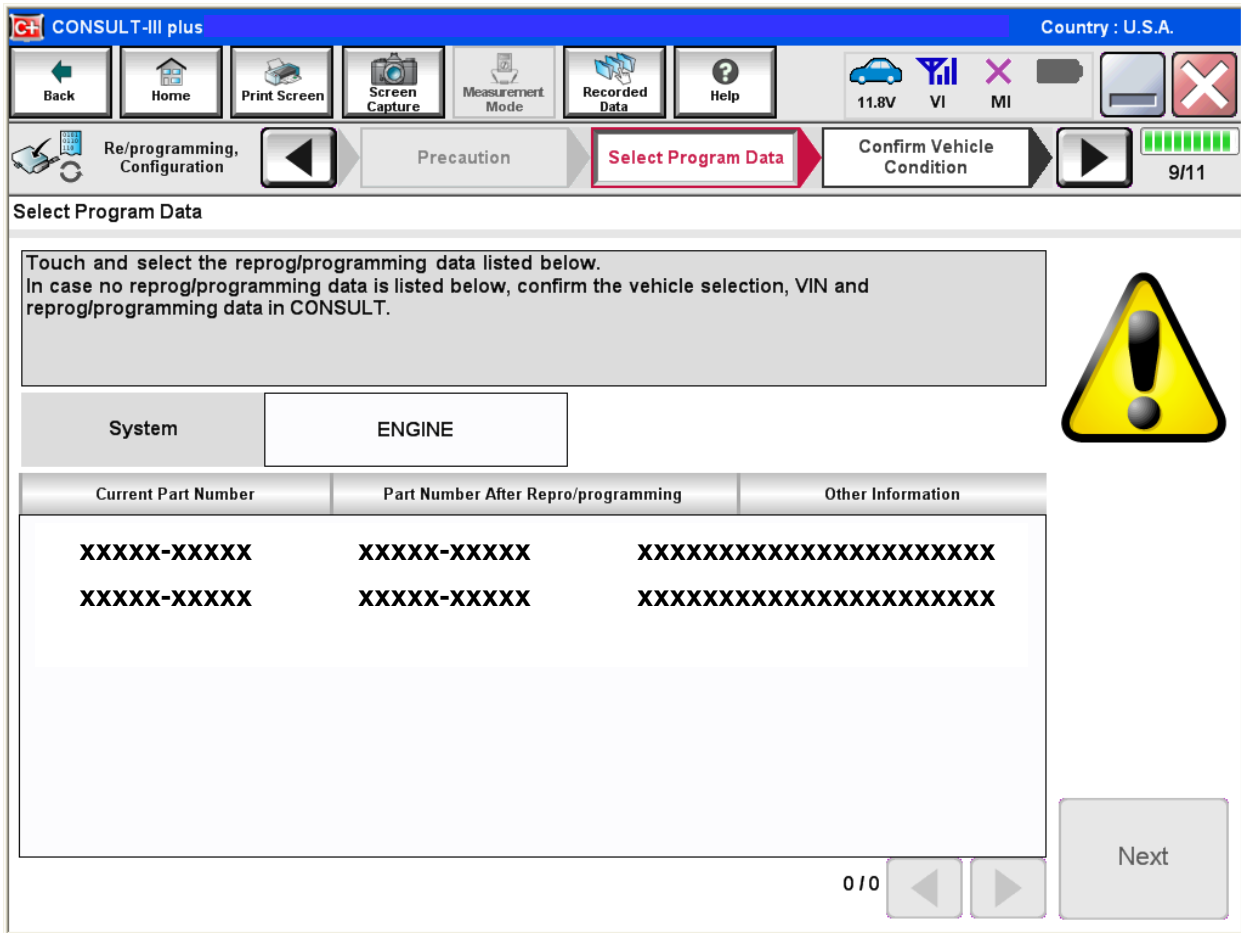 CONSULT-III plus
Country : U.S.A.
Back
Home
Print Screen
Screen
Capture
Measurement
Mode
Recorded
Data
Help
11.8V
VI
MI
Re/programming,
Configuration
Precaution
Select Program Data
Confirm Vehicle
Condition
9/11
Select Program Data
Touch and select the reprog/programming data listed below.
In case no reprog/programming data is listed below, confirm the vehicle selection, VIN and
reprog/programming data in CONSULT.
System
ENGINE
Current Part Number
Part Number After Repro/programming
Other Information
XXXXX-XXXXX XXXXX-XXXXX XXXXXXXXXXXXXXXXXXXXXX
XXXXX-XXXXX XXXXX-XXXXX XXXXXXXXXXXXXXXXXXXXXX
Next
0/0